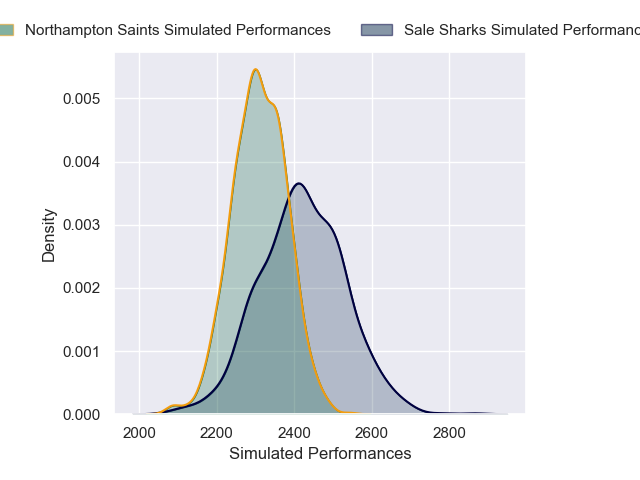 Northampton Saints Simulated Performances Sale Sharks Simulated
0.005
0.004
0.003
0.002
0.001
0.000
Density
2000 2200 2400 2600 2800
Simulated Performances